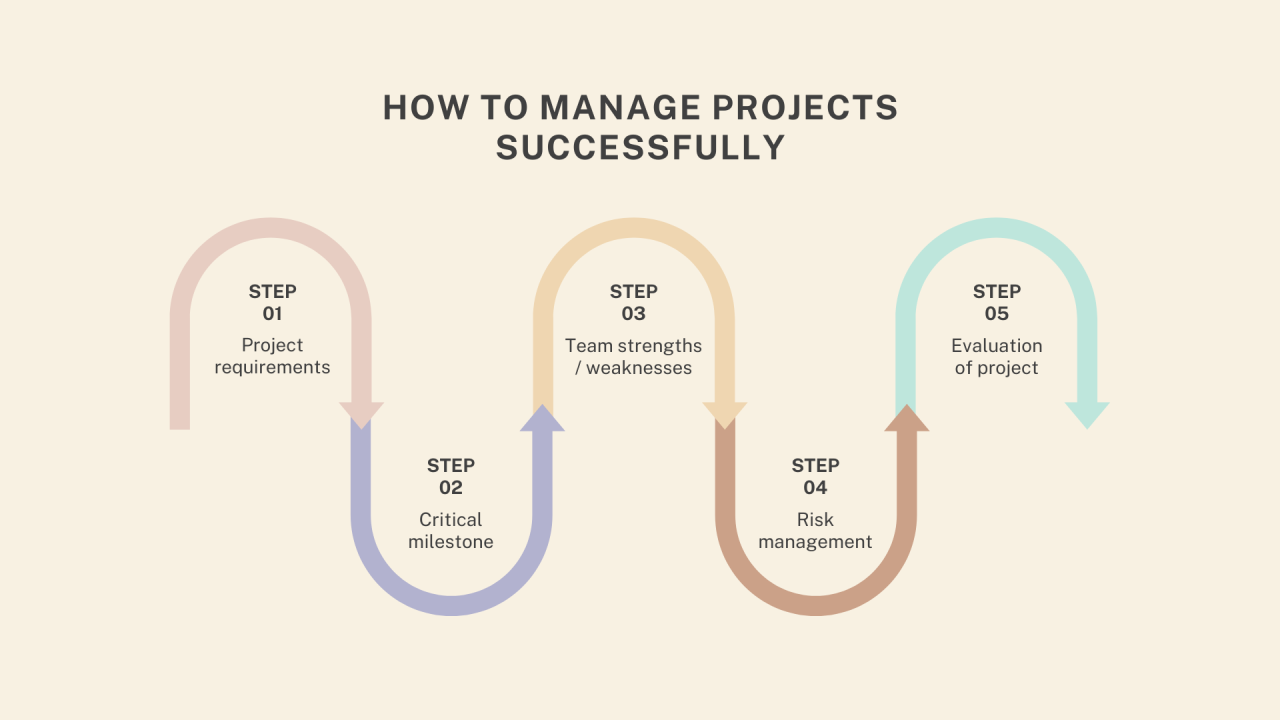 HOW TO MANAGE PROJECTS
SUCCESSFULLY
STEP
01
Project
requirements
STEP
02
Critical
milestone
STEP
03
Team strengths
/ weaknesses
STEP
04
Risk
management
STEP
05
Evaluation
of project